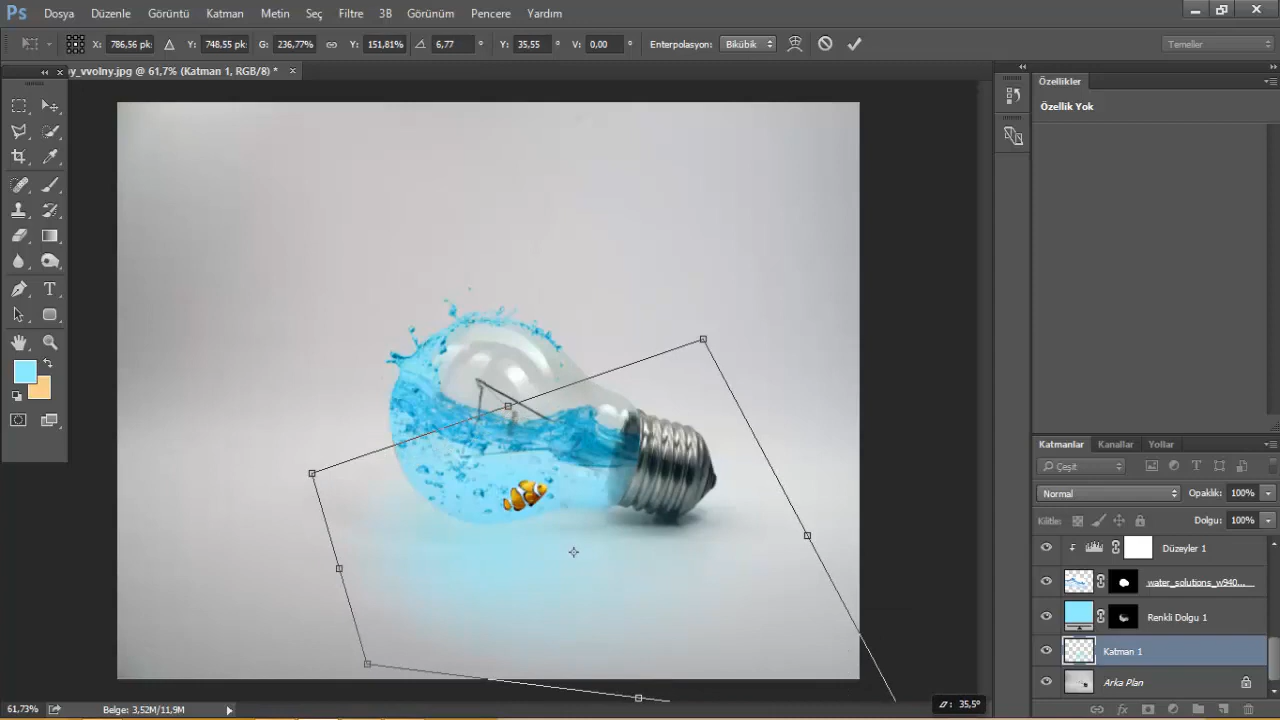 Ps Dosya Düzenle Görüntü Katman Metin Seç Filtre 3B Görünüm Pencere Yardım
X: 786,56 pk: Y: 748,55 pk: G: 236,77% Y: 151,81% 6,77 ° Y: 35,55 ° V: 0,00 ° Enterpolasyon: Bikübik Temeller
y_vvolny.jpg @ 61,7% (Katman 1, RGB/8) *
Özellikler
Özellik Yok
Katmanlar Kanallar Yollar
Çeşit
Normal Opaklık: 100%
Kilitle: Dolgu: 100%
Düzeyler 1
water_solutions_w940...
Renkli Dolgu 1
Katman 1
Arka Plan
35,5°
61,73% Belge: 3,52M/11,9M